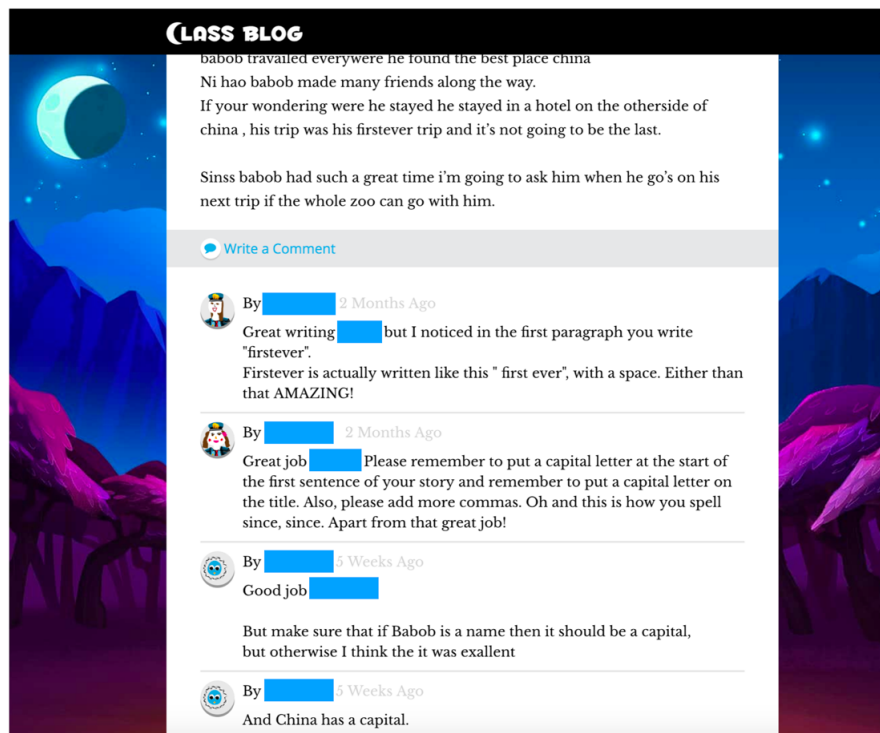 CLASS BLOG
babob travailed everywere he found the best place china
Ni hao babob made many friends along the way.
If your wondering were he stayed he stayed in a hotel on the otherside of
china , his trip was his firstever trip and it's not going to be the last.
Sinss babob had such a great time i'm going to ask him when he go's on his
next trip if the whole zoo can go with him.
Write a Comment
By 2 Months Ago
Great writing but I noticed in the first paragraph you write
"firstever".
Firstever is actually written like this " first ever", with a space. Either than
that AMAZING!
By 2 Months Ago
Great job Please remember to put a capital letter at the start of
the first sentence of your story and remember to put a capital letter on
the title. Also, please add more commas. Oh and this is how you spell
since, since. Apart from that great job!
By 5 Weeks Ago
Good job
But make sure that if Babob is a name then it should be a capital,
but otherwise I think the it was exallent
By 5 Weeks Ago
And China has a capital.